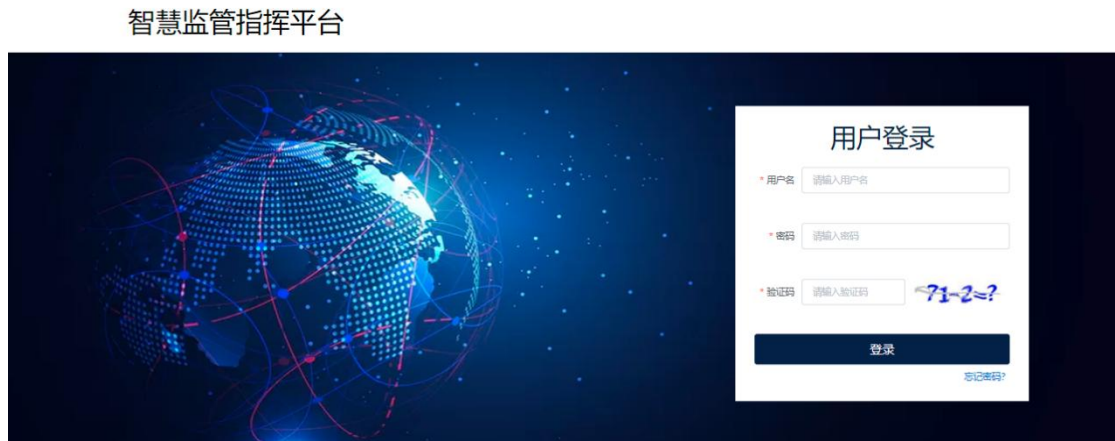 智慧监管指挥平台
用户登录
* 用户名 请输入用户名
* 密码 请输入密码
* 验证码 请输入验证码 71-2=?
登录
忘记密码?